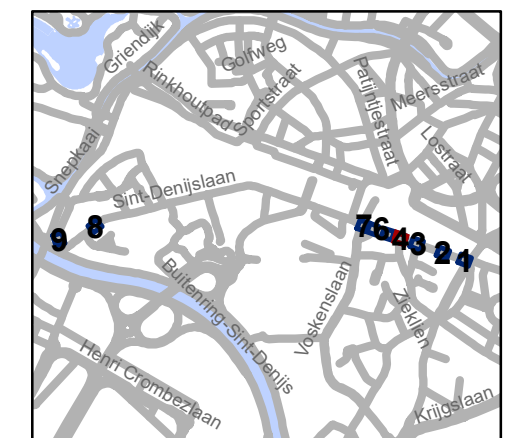 Griendijk
Golfweg
Rinkhoutpad
Sportstraat
Patijntjestraat
Meersstraat
Lostraat
Snepkaai
Sint-Denijslaan
9
8
7
6
4
3
2
1
Buitenring-Sint-Denijs
Voskenslaan
Zieklien
Henri Crombezlaan
Krijgslaan